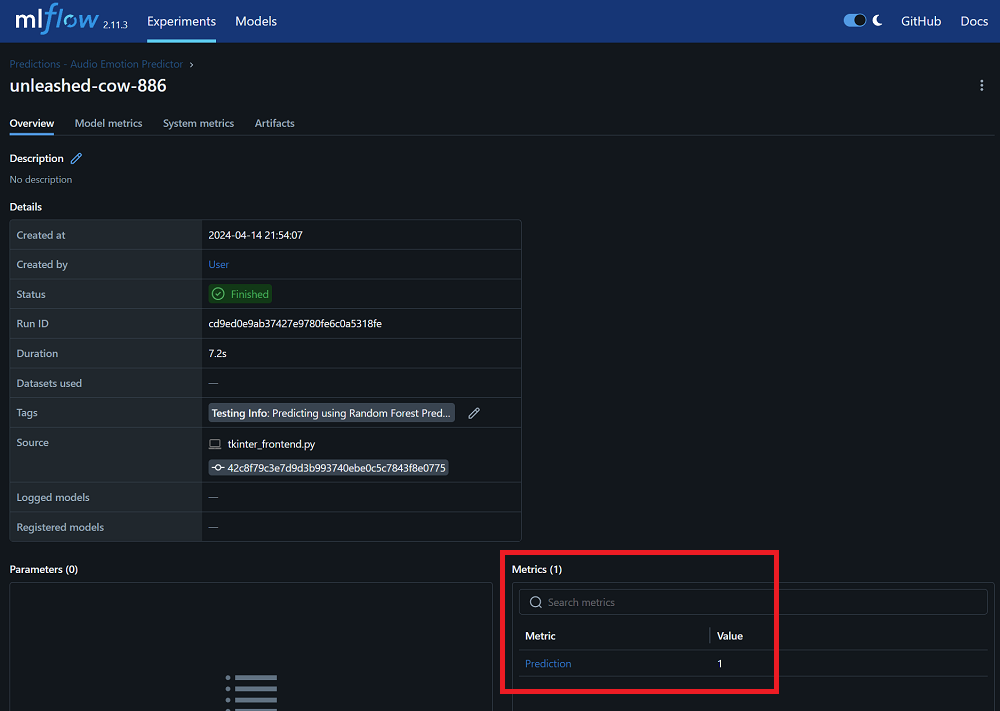 mlflow 2.11.3 Experiments Models GitHub Docs
Predictions - Audio Emotion Predictor ›
unleashed-cow-886
Overview Model metrics System metrics Artifacts
Description
No description
Details
Created at 2024-04-14 21:54:07
Created by User
Status Finished
Run ID cd9ed0e9ab37427e9780fe6c0a5318fe
Duration 7.2s
Datasets used —
Tags Testing Info: Predicting using Random Forest Pred...
Source tkinter_frontend.py
42c8f79c3e7d9d3b993740ebe0c5c7843f8e0775
Logged models —
Registered models —
Parameters (0) Metrics (1)
Search metrics
Metric Value
Prediction 1